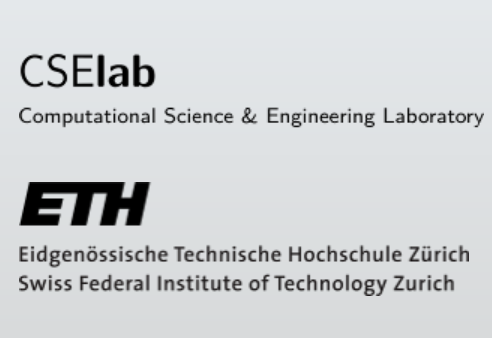 CSElab
Computational Science & Engineering Laboratory
ETH
Eidgenössische Technische Hochschule Zürich
Swiss Federal Institute of Technology Zurich